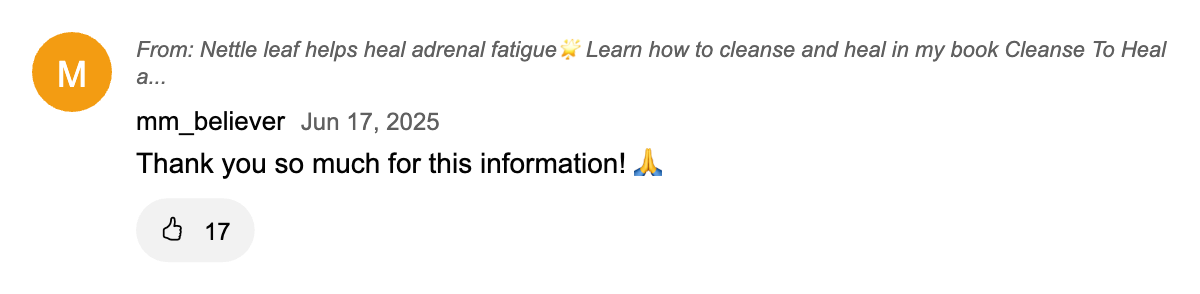 M
From: Nettle leaf helps heal adrenal fatigue🌟 Learn how to cleanse and heal in my book Cleanse To Heal
a...
mm_believer Jun 17, 2025
Thank you so much for this information! 🙏
17